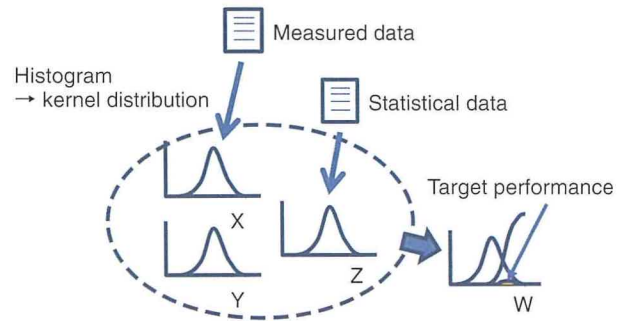 Measured data
Histogram
→ kernel distribution
Statistical data
Target performance
X
Y
Z
W